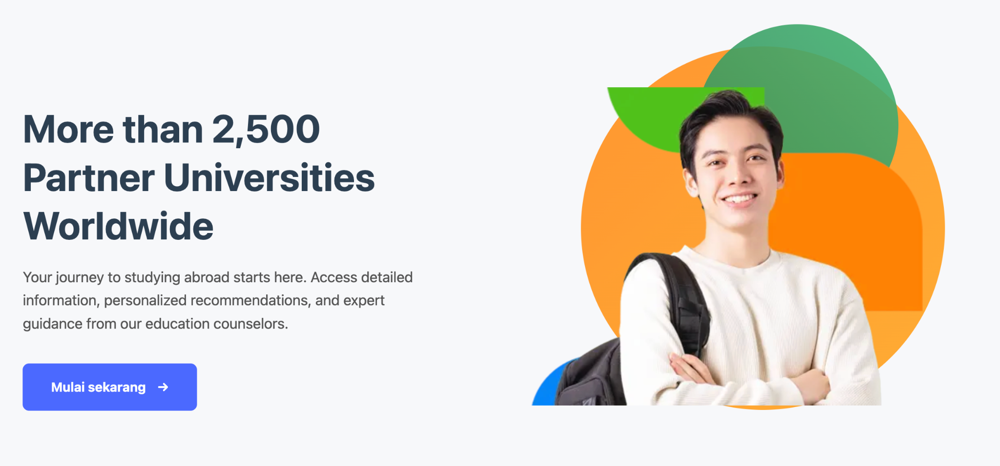 More than 2,500
Partner Universities
Worldwide
Your journey to studying abroad starts here. Access detailed
information, personalized recommendations, and expert
guidance from our education counselors.
Mulai sekarang →